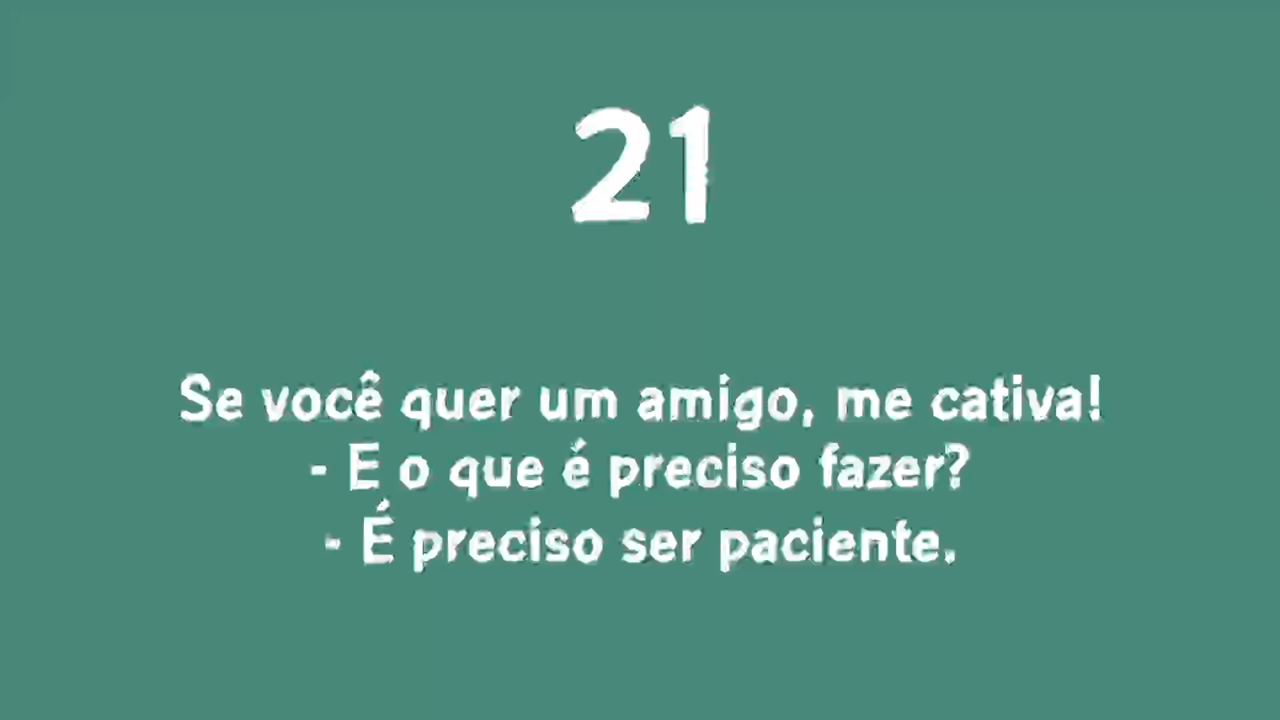 21
Se você quer um amigo, me cativa!
- E o que é preciso fazer?
- É preciso ser paciente.